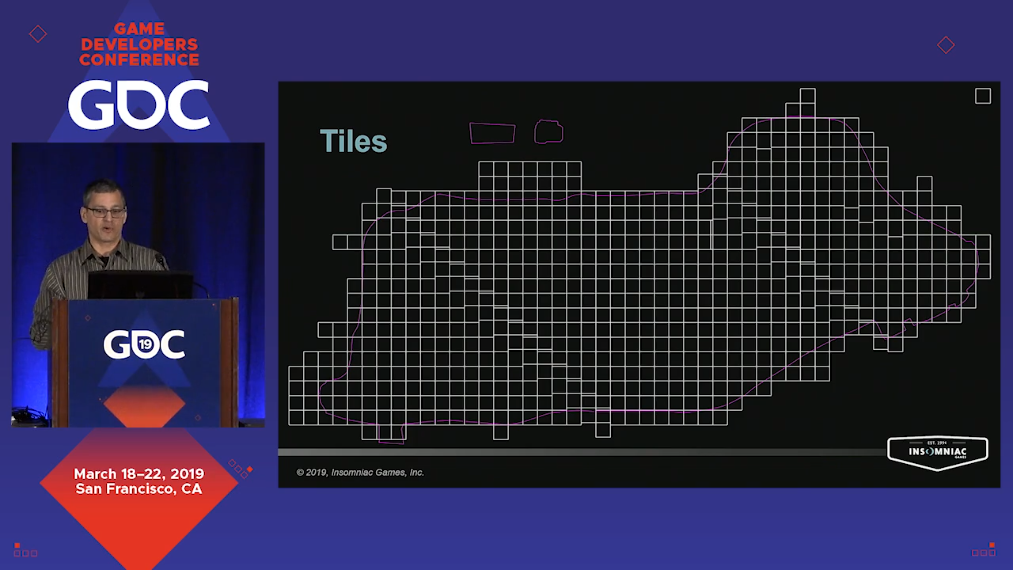 GAME
DEVELOPERS
CONFERENCE
GDC
Tiles
GDC
19
March 18–22, 2019
San Francisco, CA
© 2019, Insomniac Games, Inc.
EST. 1994
INSOMNIAC
GAMES